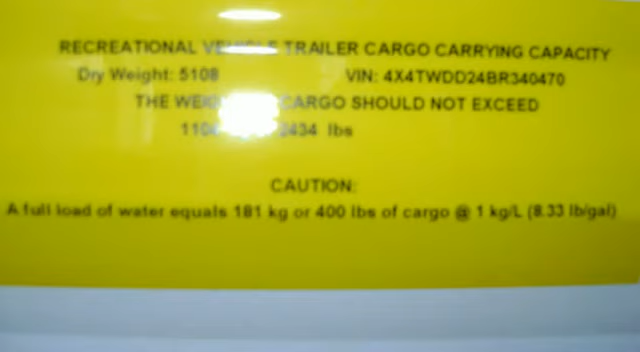 RECREATIONAL VEHICLE TRAILER CARGO CARRYING CAPACITY
Dry Weight: 5108 VIN: 4X4TWDD24BR340470
THE CARGO SHOULD NOT EXCEED
2434 lbs
CAUTION:
A full load of water equals 181 kg or 400 lbs of cargo @ 1 kg/L (8.33 lb/gal)